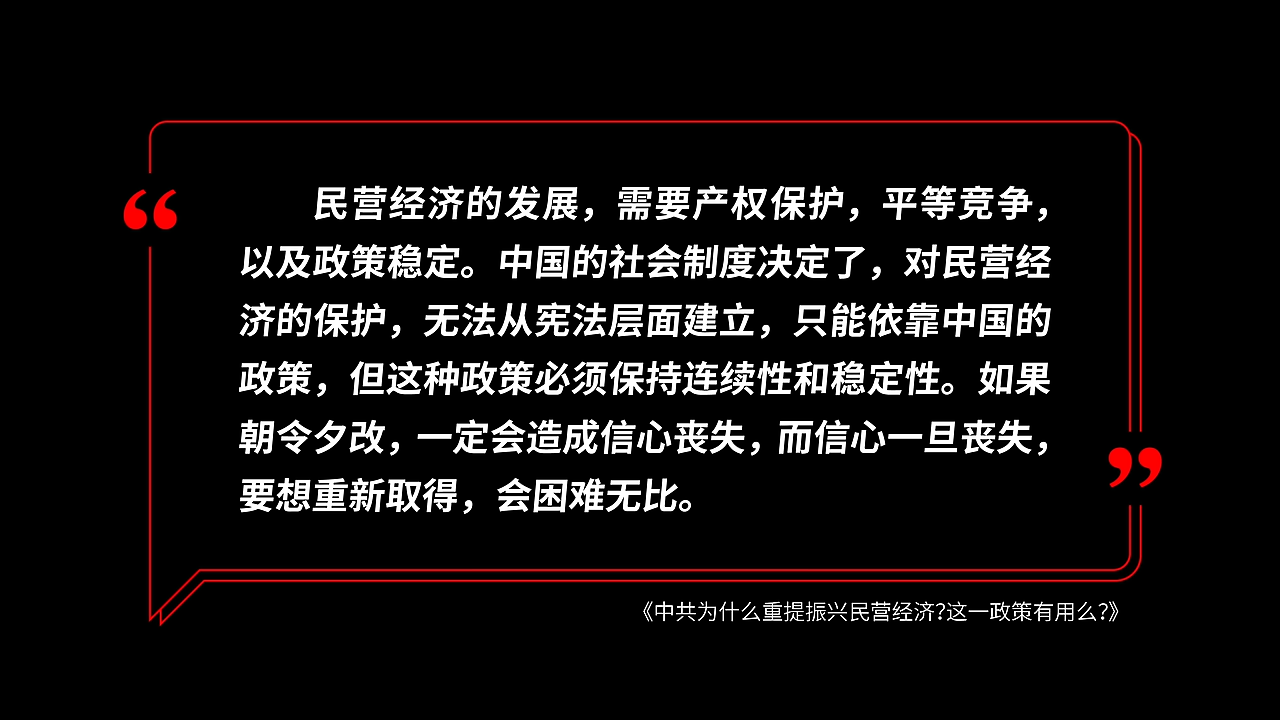 “
民营经济的发展，需要产权保护，平等竞争，
以及政策稳定。中国的社会制度决定了，对民营经
济的保护，无法从宪法层面建立，只能依靠中国的
政策，但这种政策必须保持连续性和稳定性。如果
朝令夕改，一定会造成信心丧失，而信心一旦丧失，
要想重新取得，会困难无比。
”
《中共为什么重提振兴民营经济？这一政策有用么？》